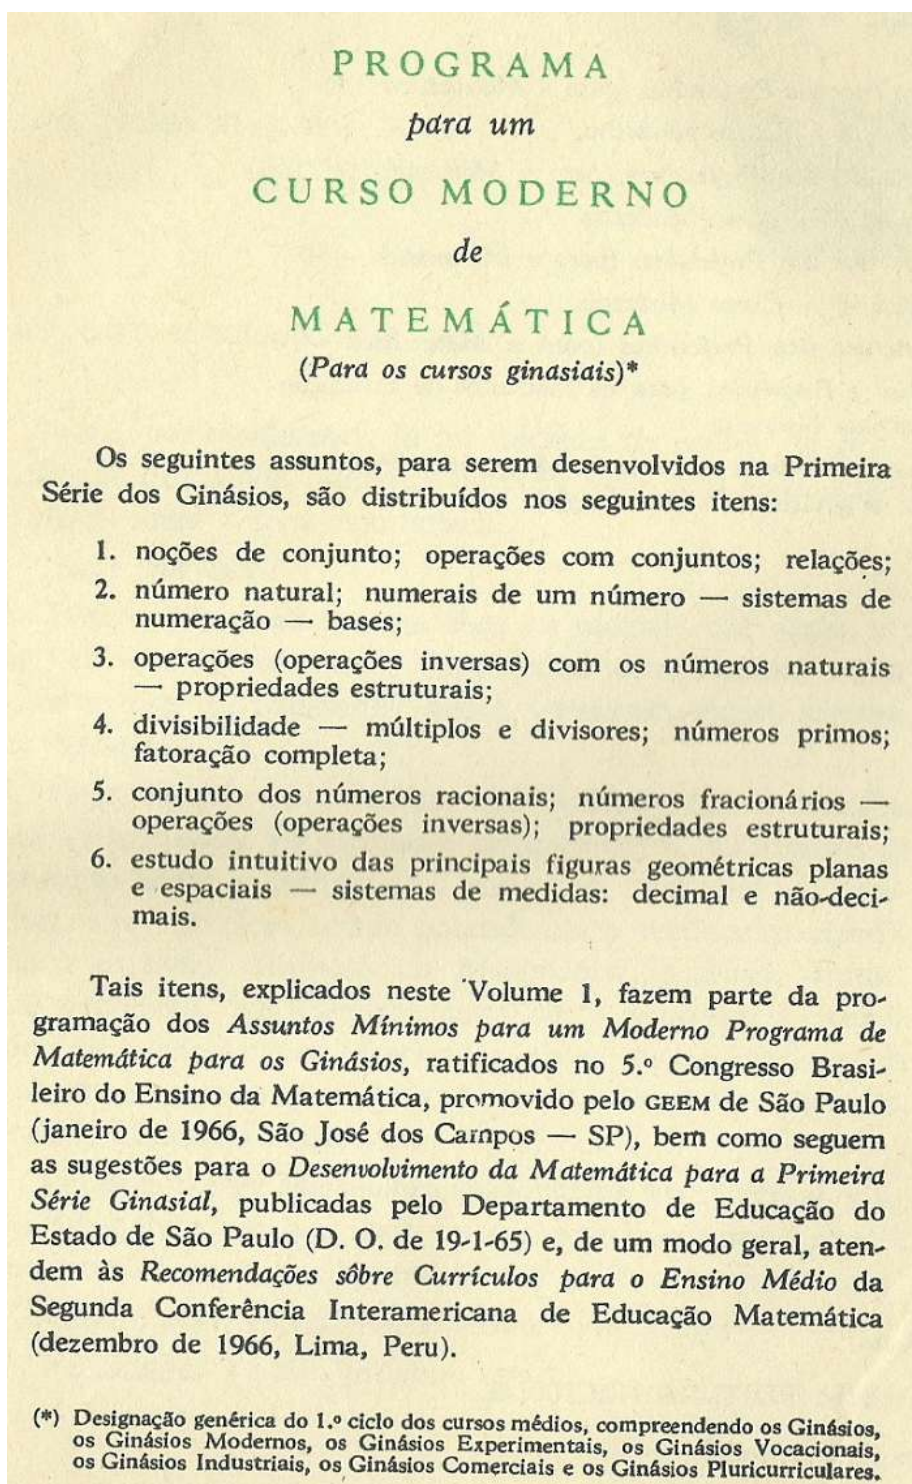 PROGRAMA
para um
CURSO MODERNO
de
MATEMÁTICA
(Para os cursos ginasiais)*
Os seguintes assuntos, para serem desenvolvidos na Primeira
Série dos Ginásios, são distribuídos nos seguintes itens:
1. noções de conjunto; operações com conjuntos; relações;
2. número natural; numerais de um número — sistemas de
numeração — bases;
3. operações (operações inversas) com os números naturais
— propriedades estruturais;
4. divisibilidade — múltiplos e divisores; números primos;
fatoração completa;
5. conjunto dos números racionais; números fracionários —
operações (operações inversas); propriedades estruturais;
6. estudo intuitivo das principais figuras geométricas planas
e espaciais — sistemas de medidas: decimal e não-deci-
mais.
Tais itens, explicados neste Volume 1, fazem parte da pro-
gramação dos Assuntos Mínimos para um Moderno Programa de
Matemática para os Ginásios, ratificados no 5.º Congresso Brasi-
leiro do Ensino da Matemática, promovido pelo GEEM de São Paulo
(janeiro de 1966, São José dos Campos — SP), bem como seguem
as sugestões para o Desenvolvimento da Matemática para a Primeira
Série Ginasial, publicadas pelo Departamento de Educação do
Estado de São Paulo (D. O. de 19-1-65) e, de um modo geral, aten-
dem às Recomendações sôbre Currículos para o Ensino Médio da
Segunda Conferência Interamericana de Educação Matemática
(dezembro de 1966, Lima, Peru).
(*) Designação genérica do 1.º ciclo dos cursos médios, compreendendo os Ginásios,
os Ginásios Modernos, os Ginásios Experimentais, os Ginásios Vocacionais,
os Ginásios Industriais, os Ginásios Comerciais e os Ginásios Pluricurriculares.